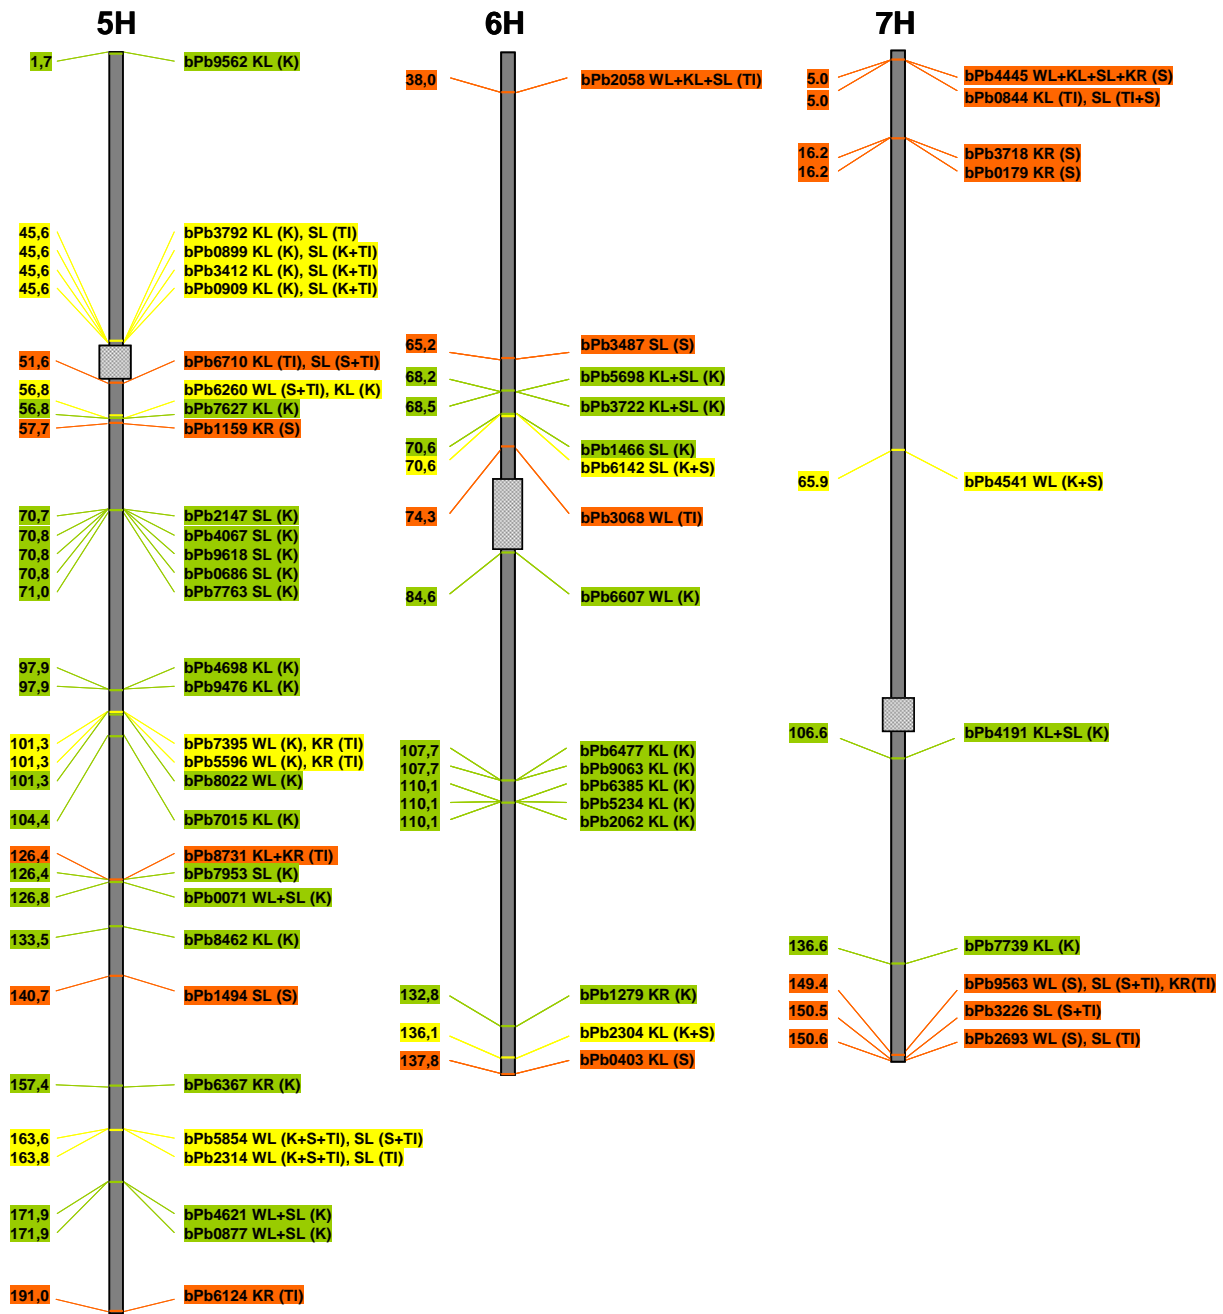 5H
1,7 bPb9562 KL (K)
45,6 bPb3792 KL (K), SL (TI)
45,6 bPb0899 KL (K), SL (K+TI)
45,6 bPb3412 KL (K), SL (K+TI)
45,6 bPb0909 KL (K), SL (K+TI)
51,6 bPb6710 KL (TI), SL (S+TI)
56,8 bPb6260 WL (S+TI), KL (K)
56,8 bPb7627 KL (K)
57,7 bPb1159 KR (S)
70,7 bPb2147 SL (K)
70,8 bPb4067 SL (K)
70,8 bPb9618 SL (K)
70,8 bPb0686 SL (K)
71,0 bPb7763 SL (K)
97,9 bPb4698 KL (K)
97,9 bPb9476 KL (K)
101,3 bPb7395 WL (K), KR (TI)
101,3 bPb5596 WL (K), KR (TI)
101,3 bPb8022 WL (K)
104,4 bPb7015 KL (K)
126,4 bPb8731 KL+KR (TI)
126,4 bPb7953 SL (K)
126,8 bPb0071 WL+SL (K)
133,5 bPb8462 KL (K)
140,7 bPb1494 SL (S)
157,4 bPb6367 KR (K)
163,6 bPb5854 WL (K+S+TI), SL (S+TI)
163,8 bPb2314 WL (K+S+TI), SL (TI)
171,9 bPb4621 WL+SL (K)
171,9 bPb0877 WL+SL (K)
191,0 bPb6124 KR (TI)
6H
38,0 bPb2058 WL+KL+SL (TI)
65,2 bPb3487 SL (S)
68,2 bPb5698 KL+SL (K)
68,5 bPb3722 KL+SL (K)
70,6 bPb1466 SL (K)
70,6 bPb6142 SL (K+S)
74,3 bPb3068 WL (TI)
84,6 bPb6607 WL (K)
107,7 bPb6477 KL (K)
107,7 bPb9063 KL (K)
110,1 bPb6385 KL (K)
110,1 bPb5234 KL (K)
110,1 bPb2062 KL (K)
132,8 bPb1279 KR (K)
136,1 bPb2304 KL (K+S)
137,8 bPb0403 KL (S)
7H
5.0 bPb4445 WL+KL+SL+KR (S)
5.0 bPb0844 KL (TI), SL (TI+S)
16.2 bPb3718 KR (S)
16.2 bPb0179 KR (S)
65.9 bPb4541 WL (K+S)
106.6 bPb4191 KL+SL (K)
136.6 bPb7739 KL (K)
149.4 bPb9563 WL (S), SL (S+TI), KR(TI)
150.5 bPb3226 SL (S+TI)
150.6 bPb2693 WL (S), SL (TI)